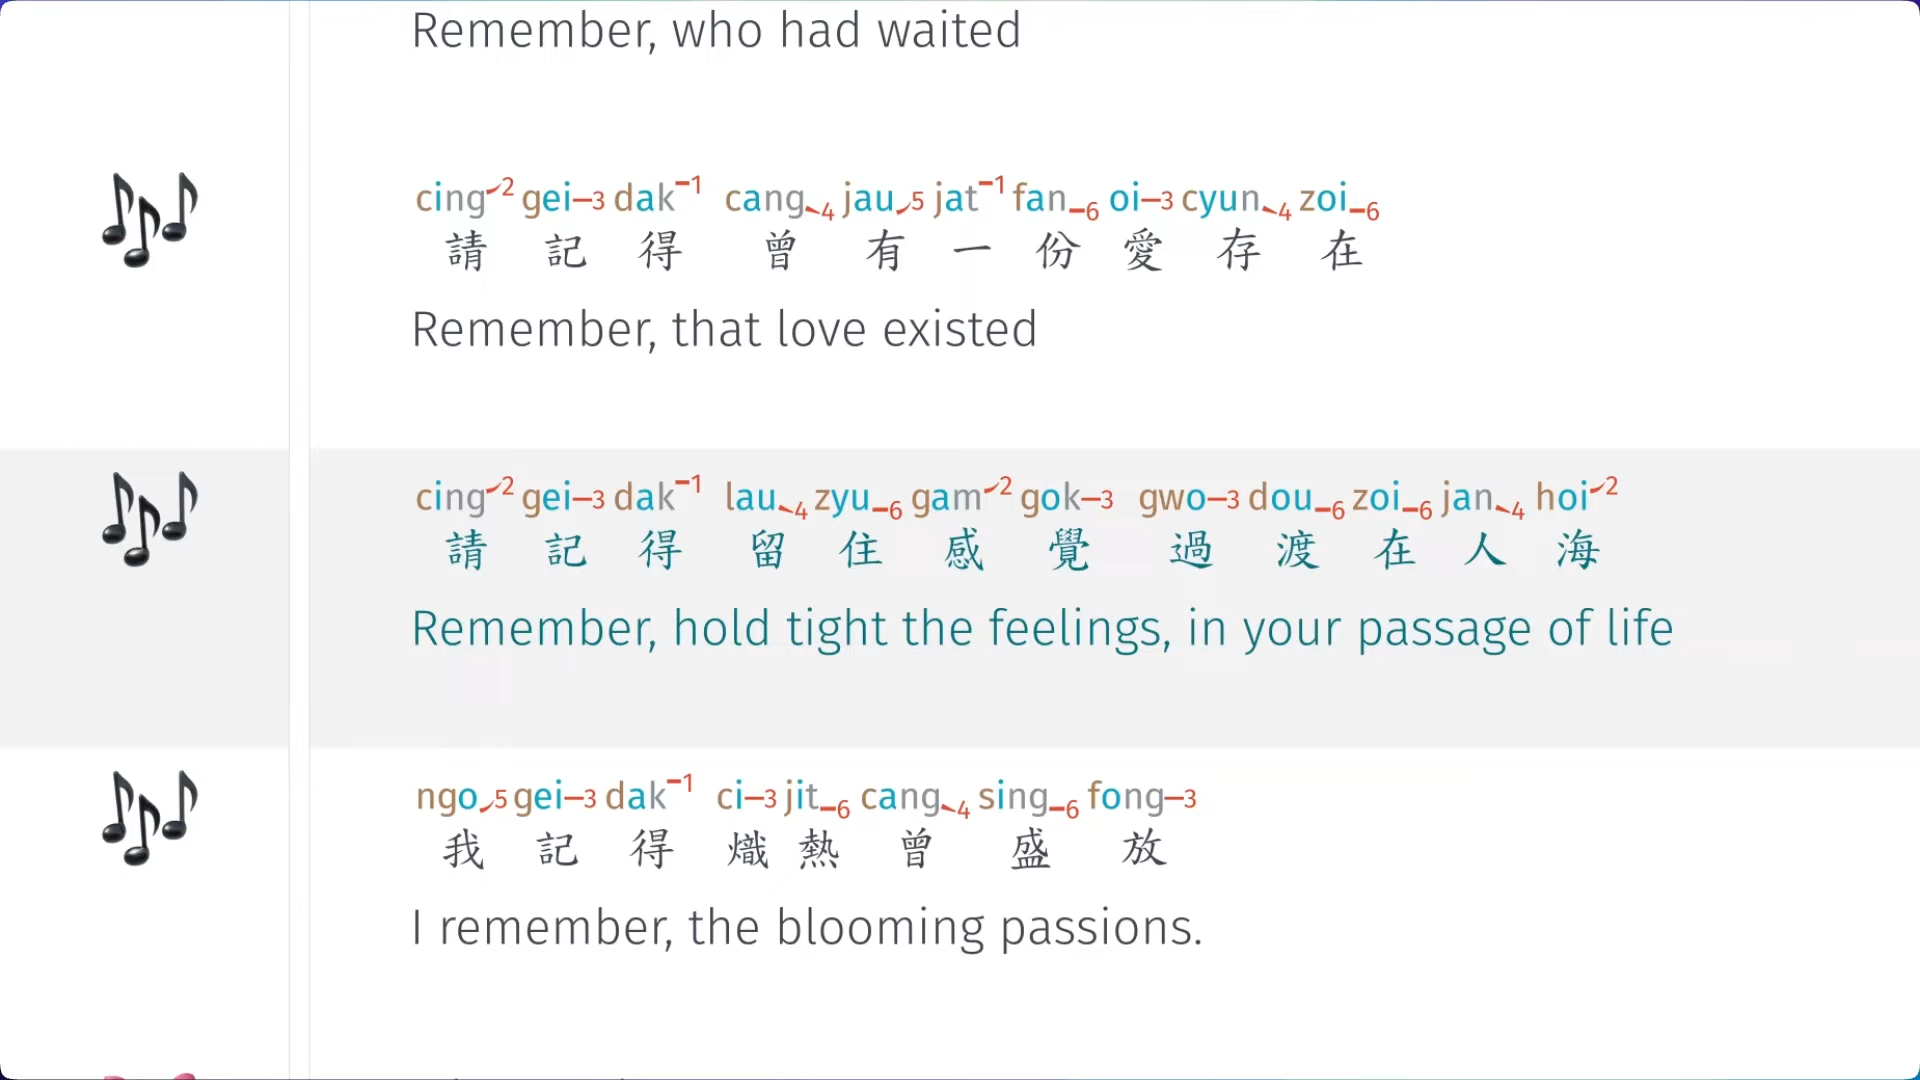 Remember, who had waited
cing2 gei3 dak1 cang4 jau5 jat1 fan6 oi3 cyun4 zoi6
請記得 曾有一份愛存在
Remember, that love existed
cing2 gei3 dak1 lau4 zyu6 gam2 gok3 gwo3 dou6 zoi6 jan4 hoi2
請記得 留住感覺 過渡在人海
Remember, hold tight the feelings, in your passage of life
ngo5 gei3 dak1 ci3 jit6 cang4 sing6 fong3
我記得 熾熱曾盛放
I remember, the blooming passions.